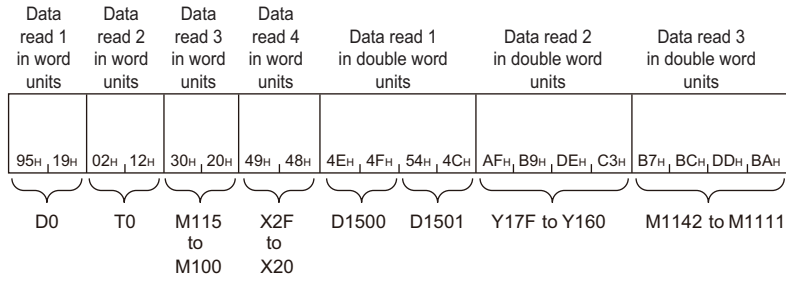 Data read 1 in word units
Data read 2 in word units
Data read 3 in word units
Data read 4 in word units
Data read 1 in double word units
Data read 2 in double word units
Data read 3 in double word units
95H 19H 02H 12H 30H 20H 49H 48H 4EH 4FH 54H 4CH AFH B9H DEH C3H B7H BCH DDH BAH
D0
T0
M115 to M100
X2F to X20
D1500
D1501
Y17F to Y160
M1142 to M1111